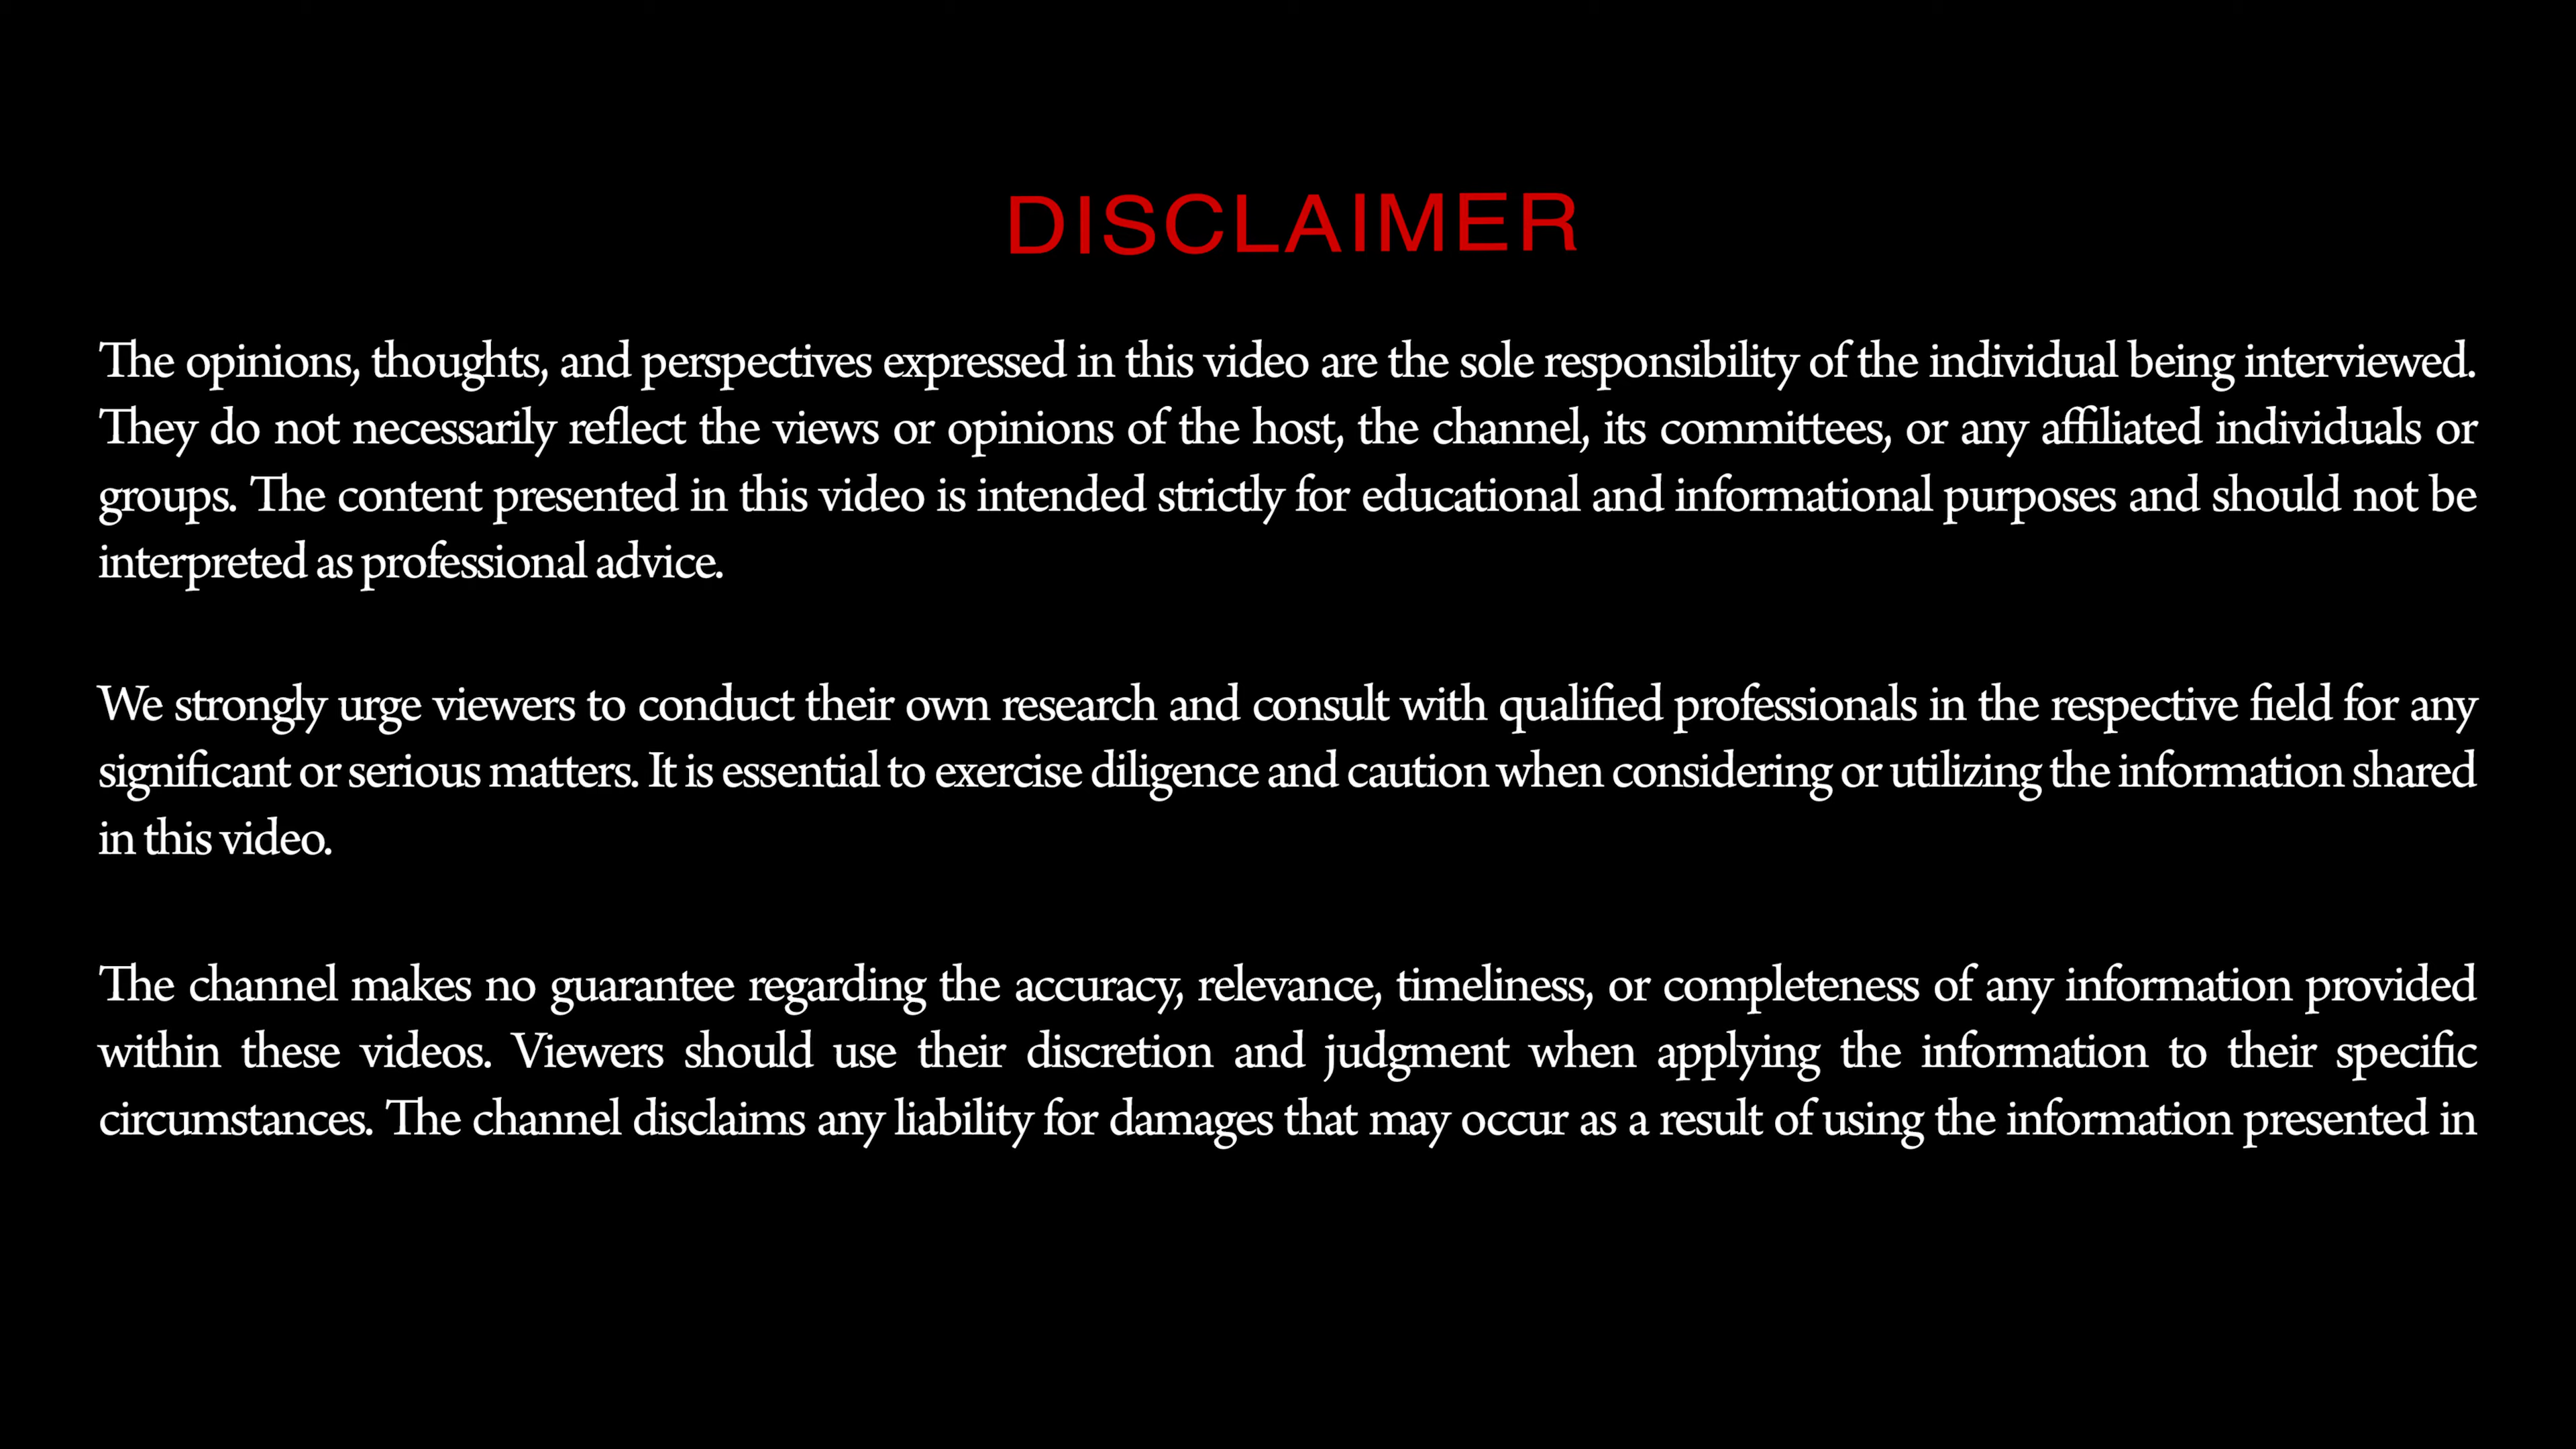 DISCLAIMER
The opinions, thoughts, and perspectives expressed in this video are the sole responsibility of the individual being interviewed.
They do not necessarily reflect the views or opinions of the host, the channel, its committees, or any affiliated individuals or
groups. The content presented in this video is intended strictly for educational and informational purposes and should not be
interpreted as professional advice.
We strongly urge viewers to conduct their own research and consult with qualified professionals in the respective field for any
significant or serious matters. It is essential to exercise diligence and caution when considering or utilizing the information shared
in this video.
The channel makes no guarantee regarding the accuracy, relevance, timeliness, or completeness of any information provided
within these videos. Viewers should use their discretion and judgment when applying the information to their specific
circumstances. The channel disclaims any liability for damages that may occur as a result of using the information presented in